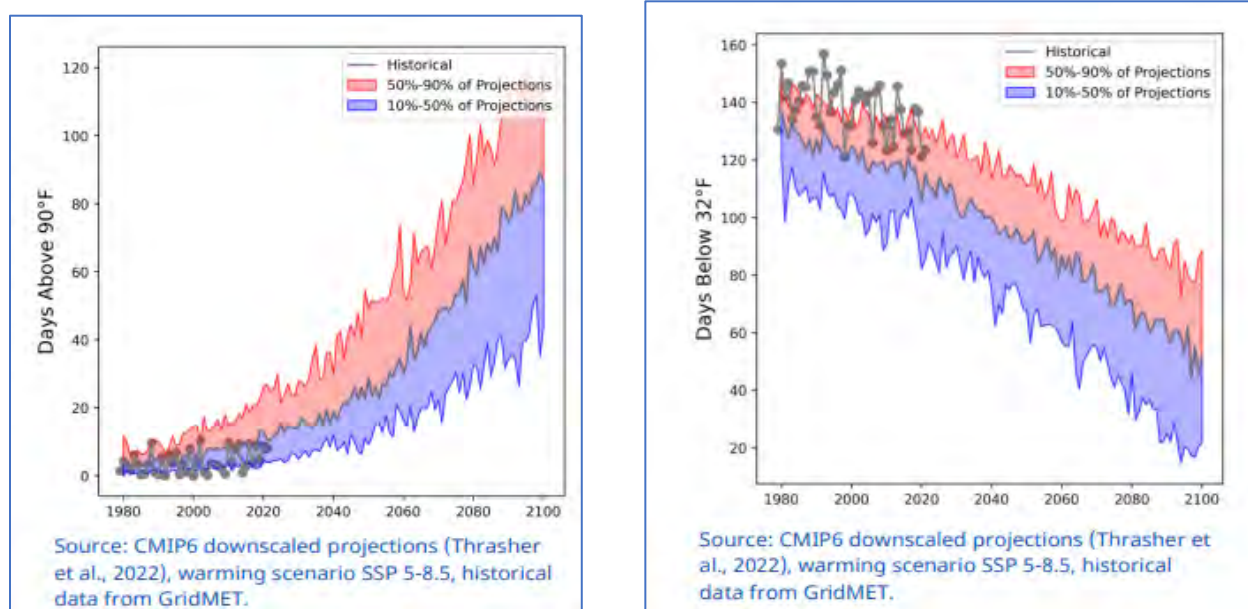 Days Above 90°F
120
100
80
60
40
20
0
Historical
50%-90% of Projections
10%-50% of Projections
1980 2000 2020 2040 2060 2080 2100
Source: CMIP6 downscaled projections (Thrasher
et al., 2022), warming scenario SSP 5-8.5, historical
data from GridMET.
Days Below 32°F
160
140
120
100
80
60
40
20
Historical
50%-90% of Projections
10%-50% of Projections
1980 2000 2020 2040 2060 2080 2100
Source: CMIP6 downscaled projections (Thrasher et
al., 2022), warming scenario SSP 5-8.5, historical
data from GridMET.